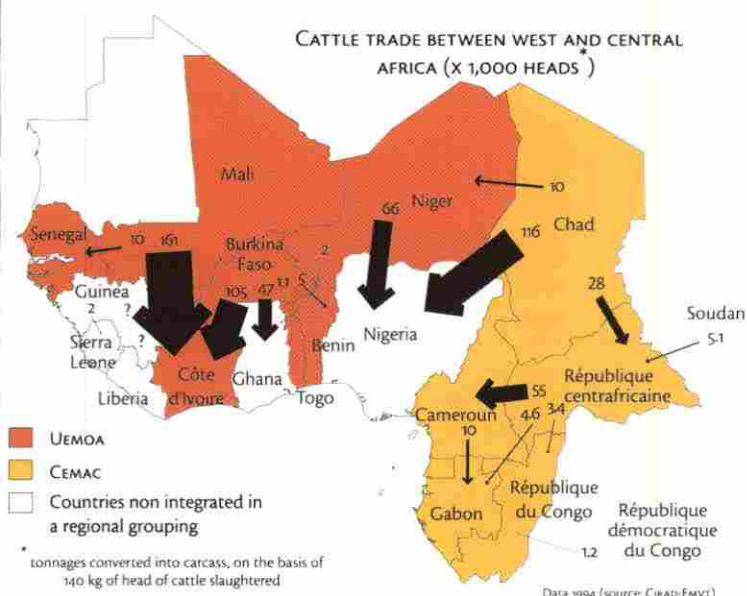 CATTLE TRADE BETWEEN WEST AND CENTRAL
AFRICA (X 1,000 HEADS*)
Mali
Niger
10
66
116
Chad
Senegal
10
161
Burkina
Faso
2
28
Guinea
2
?
105
47
1.1
5
Soudan
5.1
Sierra
Leone
?
Benin
Nigeria
Côte
d'Ivoire
Ghana
Liberia
Togo
55
République
centrafricaine
Cameroun
10
4.6
3.4
UEMOA
CEMAC
Countries non integrated in
a regional grouping
Gabon
République
du Congo
République
démocratique
du Congo
1,2
* tonnages converted into carcass, on the basis of
140 kg of head of cattle slaughtered
Data 1994 (source: CIRAD-EMVT)